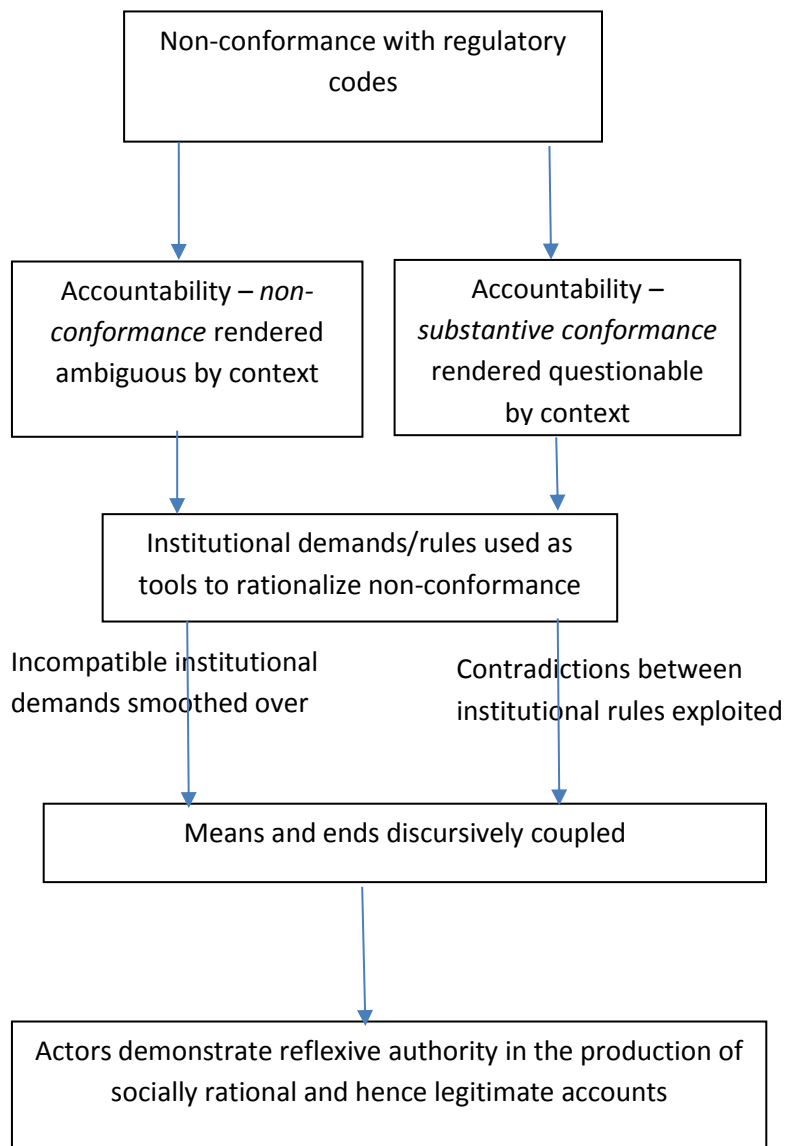 Non-conformance with regulatory
codes
Accountability – non-
conformance rendered
ambiguous by context
Accountability –
substantive conformance
rendered questionable
by context
Institutional demands/rules used as
tools to rationalize non-conformance
Incompatible institutional
demands smoothed over
Contradictions between
institutional rules exploited
Means and ends discursively coupled
Actors demonstrate reflexive authority in the production of
socially rational and hence legitimate accounts